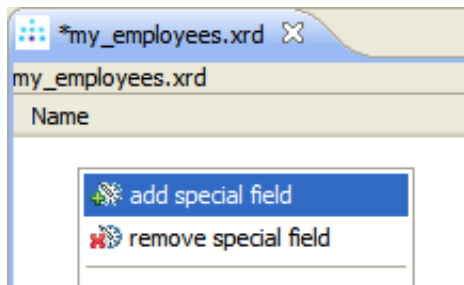 *my_employees.xrd
my_employees.xrd
Name
add special field
remove special field